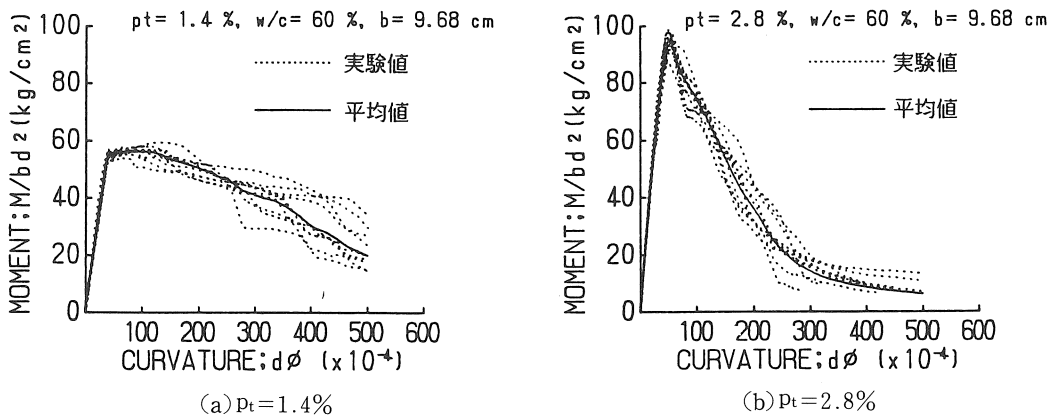 pt= 1.4 %, w/c= 60 %, b= 9.68 cm
実験値
平均値
MOMENT; M/bd²(kg/cm2)
100
80
60
40
20
0
100 200 300 400 500 600
CURVATURE; dø (x10⁻⁴)
(a) pt=1.4%
pt= 2.8 %, w/c= 60 %, b= 9.68 cm
実験値
平均値
MOMENT; M/bd²(kg/cm2)
100
80
60
40
20
0
100 200 300 400 500 600
CURVATURE; dø (x10⁻⁴)
(b) pt=2.8%